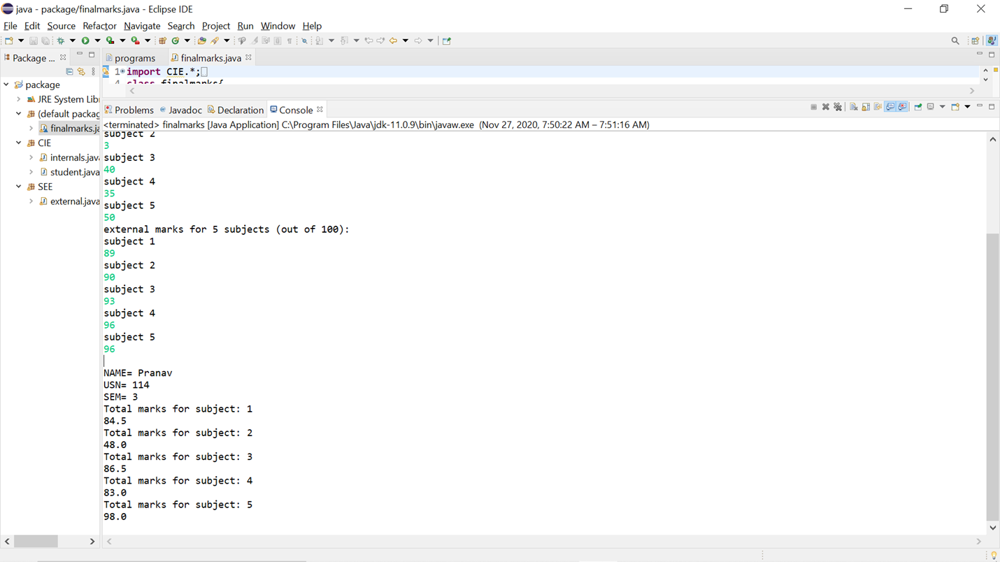 java - package/finalmarks.java - Eclipse IDE
File Edit Source Refactor Navigate Search Project Run Window Help
Package ...
programs
finalmarks.java
1 import CIE.*;
4 class finalmarks{
package
JRE System Lib
(default packag
finalmarks.ja
CIE
internals.java
student.java
SEE
external.java
Problems Javadoc Declaration Console
<terminated> finalmarks [Java Application] C:\Program Files\Java\jdk-11.0.9\bin\javaw.exe (Nov 27, 2020, 7:50:22 AM – 7:51:16 AM)
subject 2
3
subject 3
40
subject 4
35
subject 5
50
external marks for 5 subjects (out of 100):
subject 1
89
subject 2
90
subject 3
93
subject 4
96
subject 5
96
NAME= Pranav
USN= 114
SEM= 3
Total marks for subject: 1
84.5
Total marks for subject: 2
48.0
Total marks for subject: 3
86.5
Total marks for subject: 4
83.0
Total marks for subject: 5
98.0